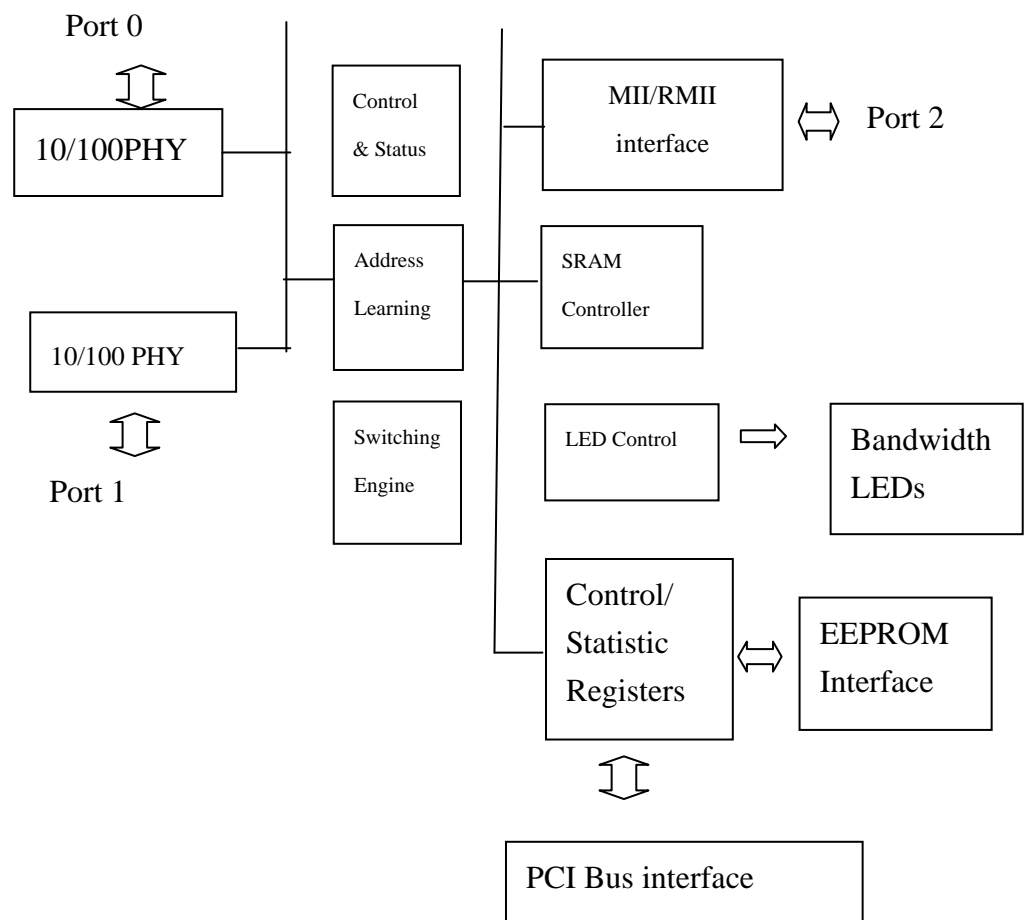 Port 0
10/100PHY
Control
& Status
MII/RMII
interface
Port 2
Address
Learning
SRAM
Controller
10/100 PHY
Port 1
Switching
Engine
LED Control
Bandwidth
LEDs
Control/
Statistic
Registers
EEPROM
Interface
PCI Bus interface